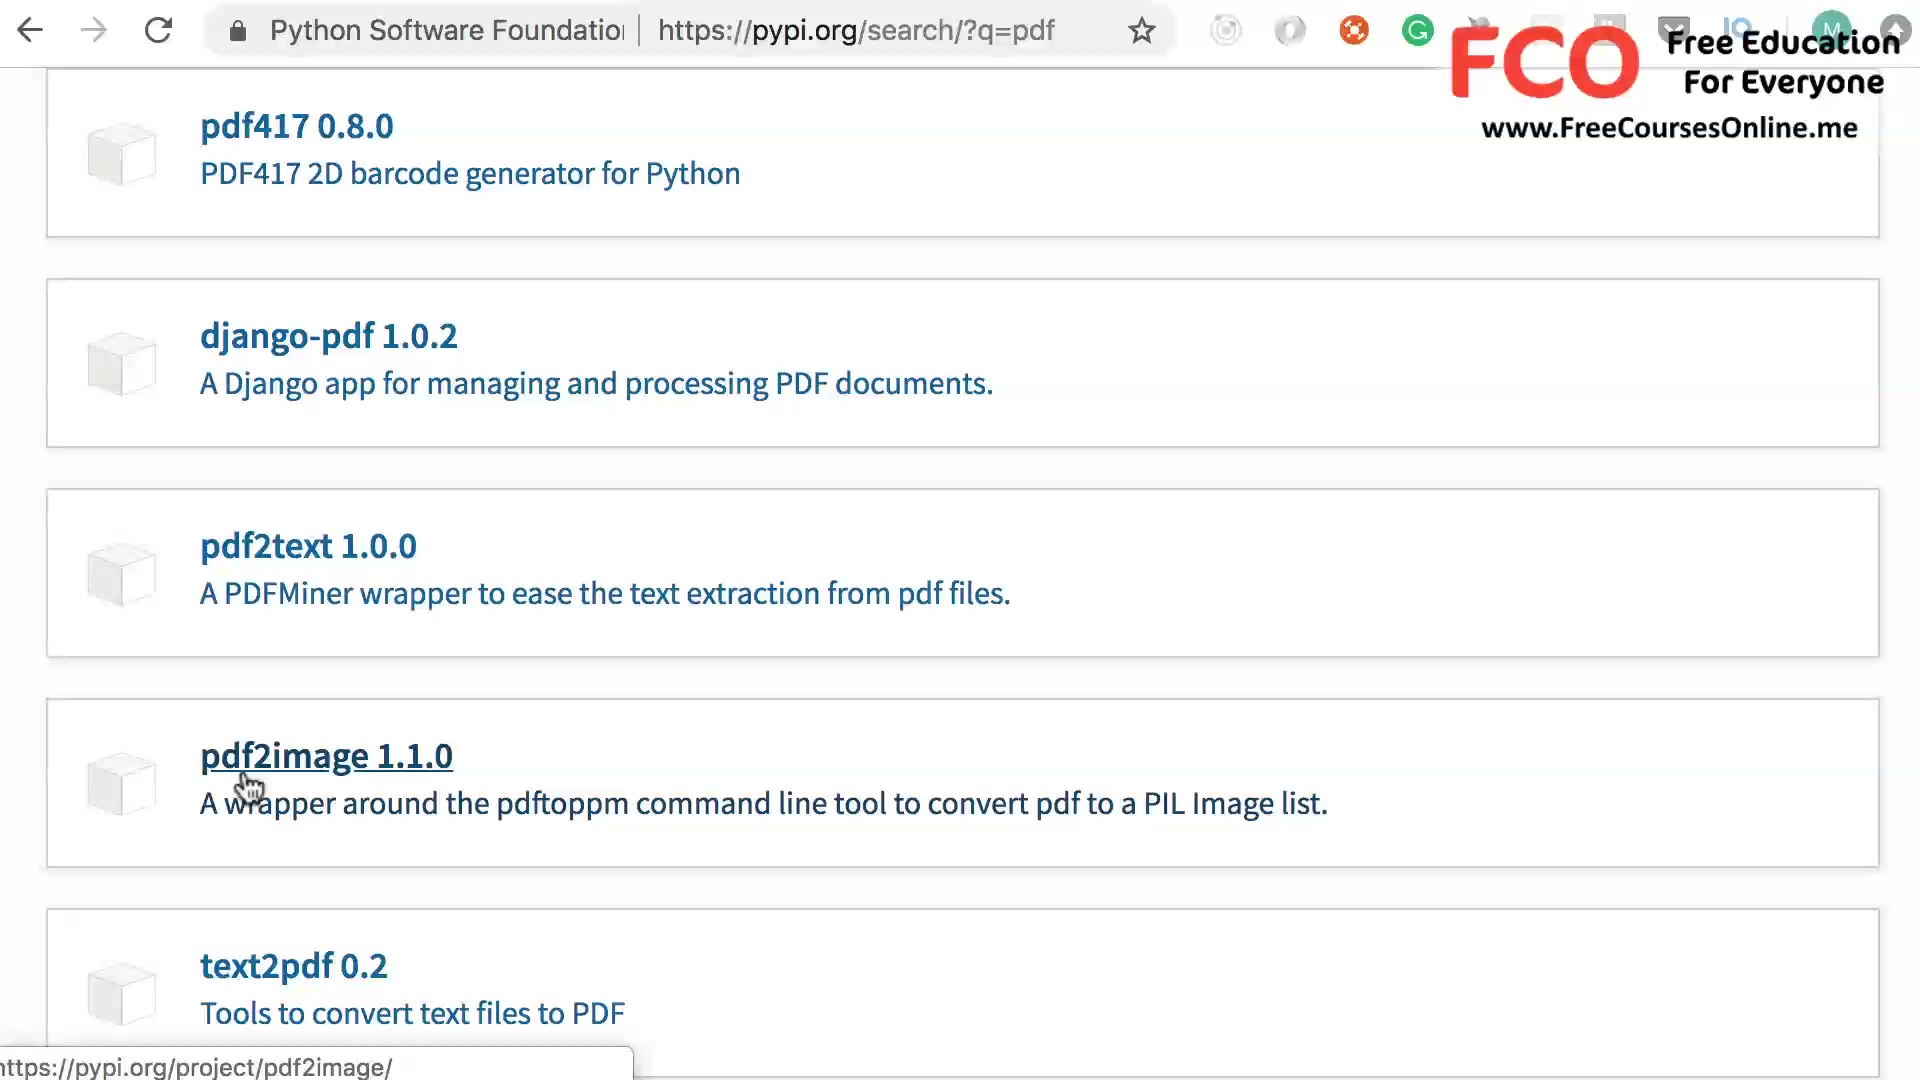 Python Software Foundation | https://pypi.org/search/?q=pdf
G
M
FCO Free Education
For Everyone
www.FreeCoursesOnline.me
pdf417 0.8.0
PDF417 2D barcode generator for Python
django-pdf 1.0.2
A Django app for managing and processing PDF documents.
pdf2text 1.0.0
A PDFMiner wrapper to ease the text extraction from pdf files.
pdf2image 1.1.0
A wrapper around the pdftoppm command line tool to convert pdf to a PIL Image list.
text2pdf 0.2
Tools to convert text files to PDF
https://pypi.org/project/pdf2image/